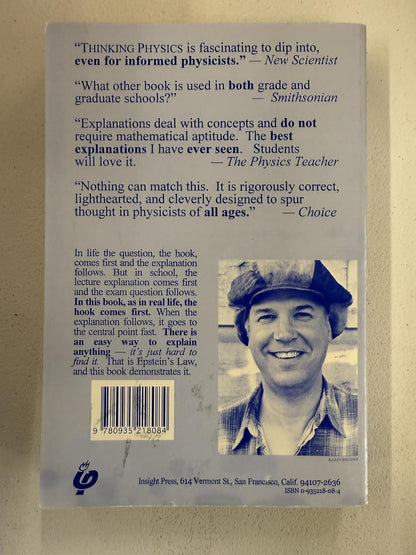 “THINKING PHYSICS is fascinating to dip into,
even for informed physicists.” — New Scientist
“What other book is used in both grade and
graduate schools?” — Smithsonian
“Explanations deal with concepts and do not
require mathematical aptitude. The best
explanations I have ever seen. Students
will love it. — The Physics Teacher
“Nothing can match this. It is rigorously correct,
lighthearted, and cleverly designed to spur
thought in physicists of all ages.” — Choice
In life the question, the hook,
comes first and the explanation
follows. But in school, the
lecture explanation comes first
and the exam question follows.
In this book, as in real life, the
hook comes first. When the
explanation follows, it goes to
the central point fast. There is
an easy way to explain
anything — it's just hard to
find it. That is Epstein's Law,
and this book demonstrates it.
9 780935 218084
Insight Press, 614 Vermont St., San Francisco, Calif. 94107-2636
ISBN 0-935218-08-4